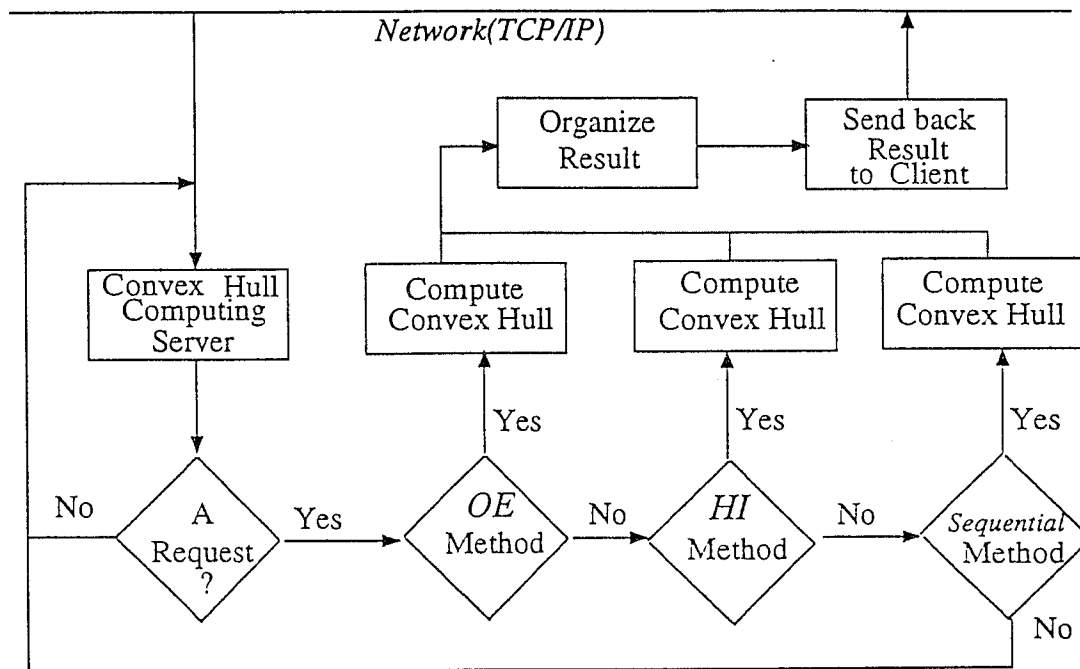 Network(TCP/IP)
Organize
Result
Send back
Result
to Client
Convex Hull
Computing
Server
Compute
Convex Hull
Compute
Convex Hull
Compute
Convex Hull
Yes
Yes
Yes
No
A
Request
?
Yes
OE
Method
No
HI
Method
No
Sequential
Method
No